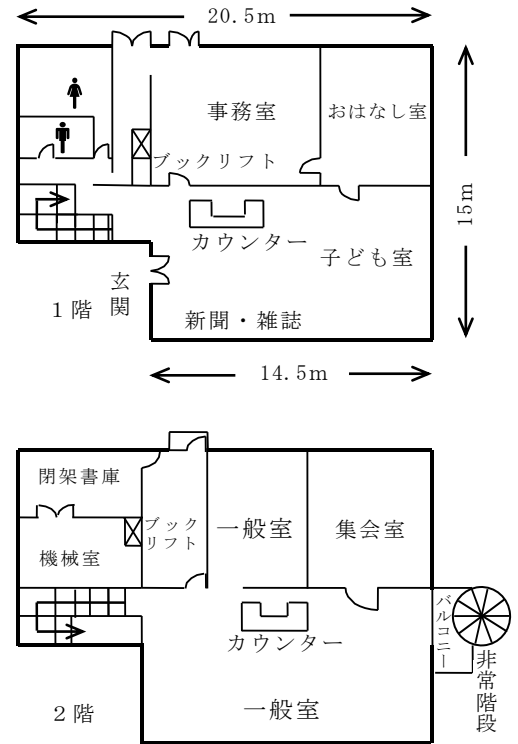 20.5m
事務室
おはなし室
ブックリフト
15m
カウンター
子ども室
玄関
1階
新聞・雑誌
14.5m
閉架書庫
ブック
リフト
一般室
集会室
機械室
バルコニー
カウンター
非常階段
2階
一般室